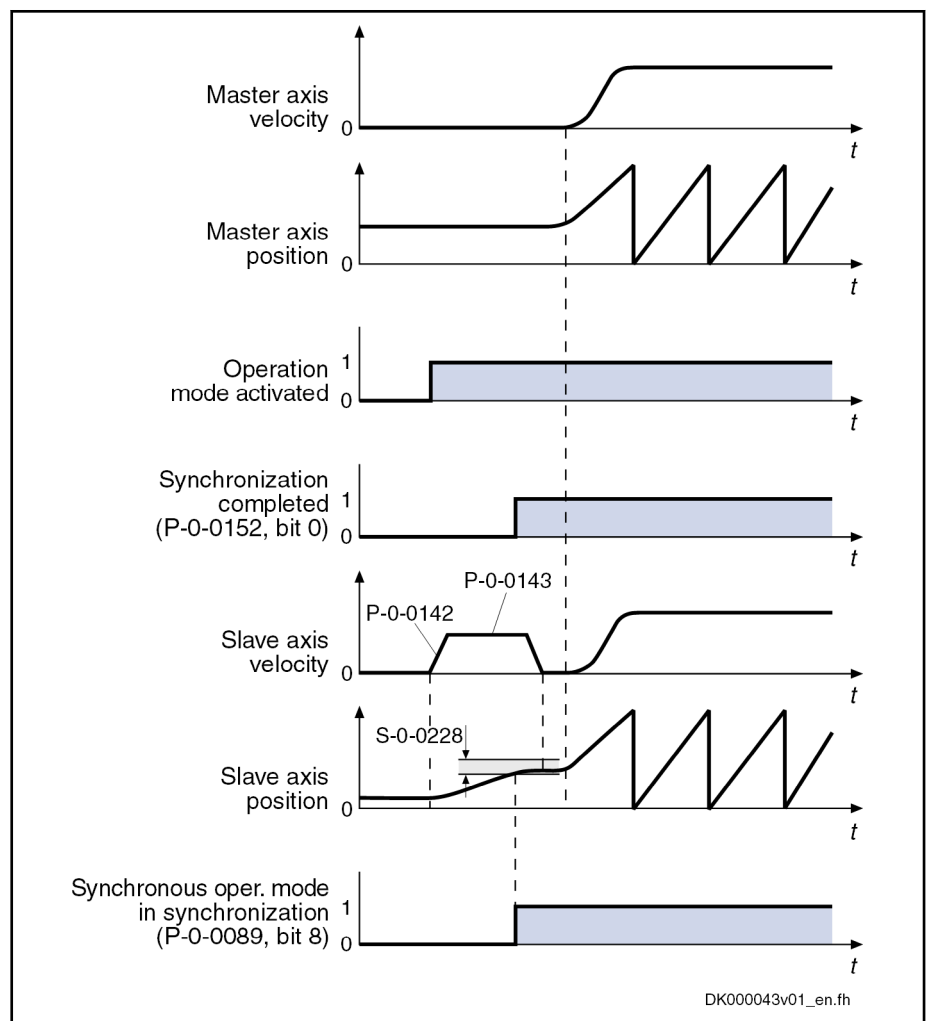 Master axis
velocity
0
t
Master axis
position
0
t
Operation
mode activated
1
0
t
Synchronization
completed
(P-0-0152, bit 0)
1
0
t
P-0-0143
P-0-0142
Slave axis
velocity
0
t
S-0-0228
Slave axis
position
0
t
Synchronous oper. mode
in synchronization
(P-0-0089, bit 8)
1
0
t
DK000043v01_en.fh